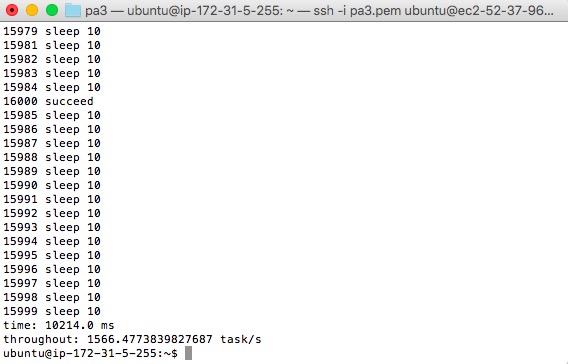 pa3 — ubuntu@ip-172-31-5-255: ~ — ssh -i pa3.pem ubuntu@ec2-52-37-96...
15979 sleep 10
15981 sleep 10
15982 sleep 10
15983 sleep 10
15984 sleep 10
16000 succeed
15985 sleep 10
15986 sleep 10
15987 sleep 10
15988 sleep 10
15989 sleep 10
15990 sleep 10
15991 sleep 10
15992 sleep 10
15993 sleep 10
15994 sleep 10
15995 sleep 10
15996 sleep 10
15997 sleep 10
15998 sleep 10
15999 sleep 10
time: 10214.0 ms
throughout: 1566.4773839827687 task/s
ubuntu@ip-172-31-5-255:~$